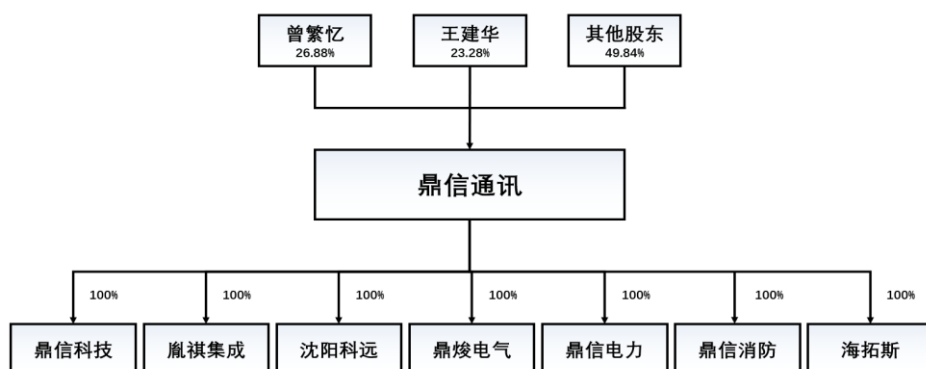 曾繁忆
26.88%
王建华
23.28%
其他股东
49.84%
鼎信通讯
100%
100%
100%
100%
100%
100%
100%
鼎信科技
胤祺集成
沈阳科远
鼎焌电气
鼎信电力
鼎信消防
海拓斯